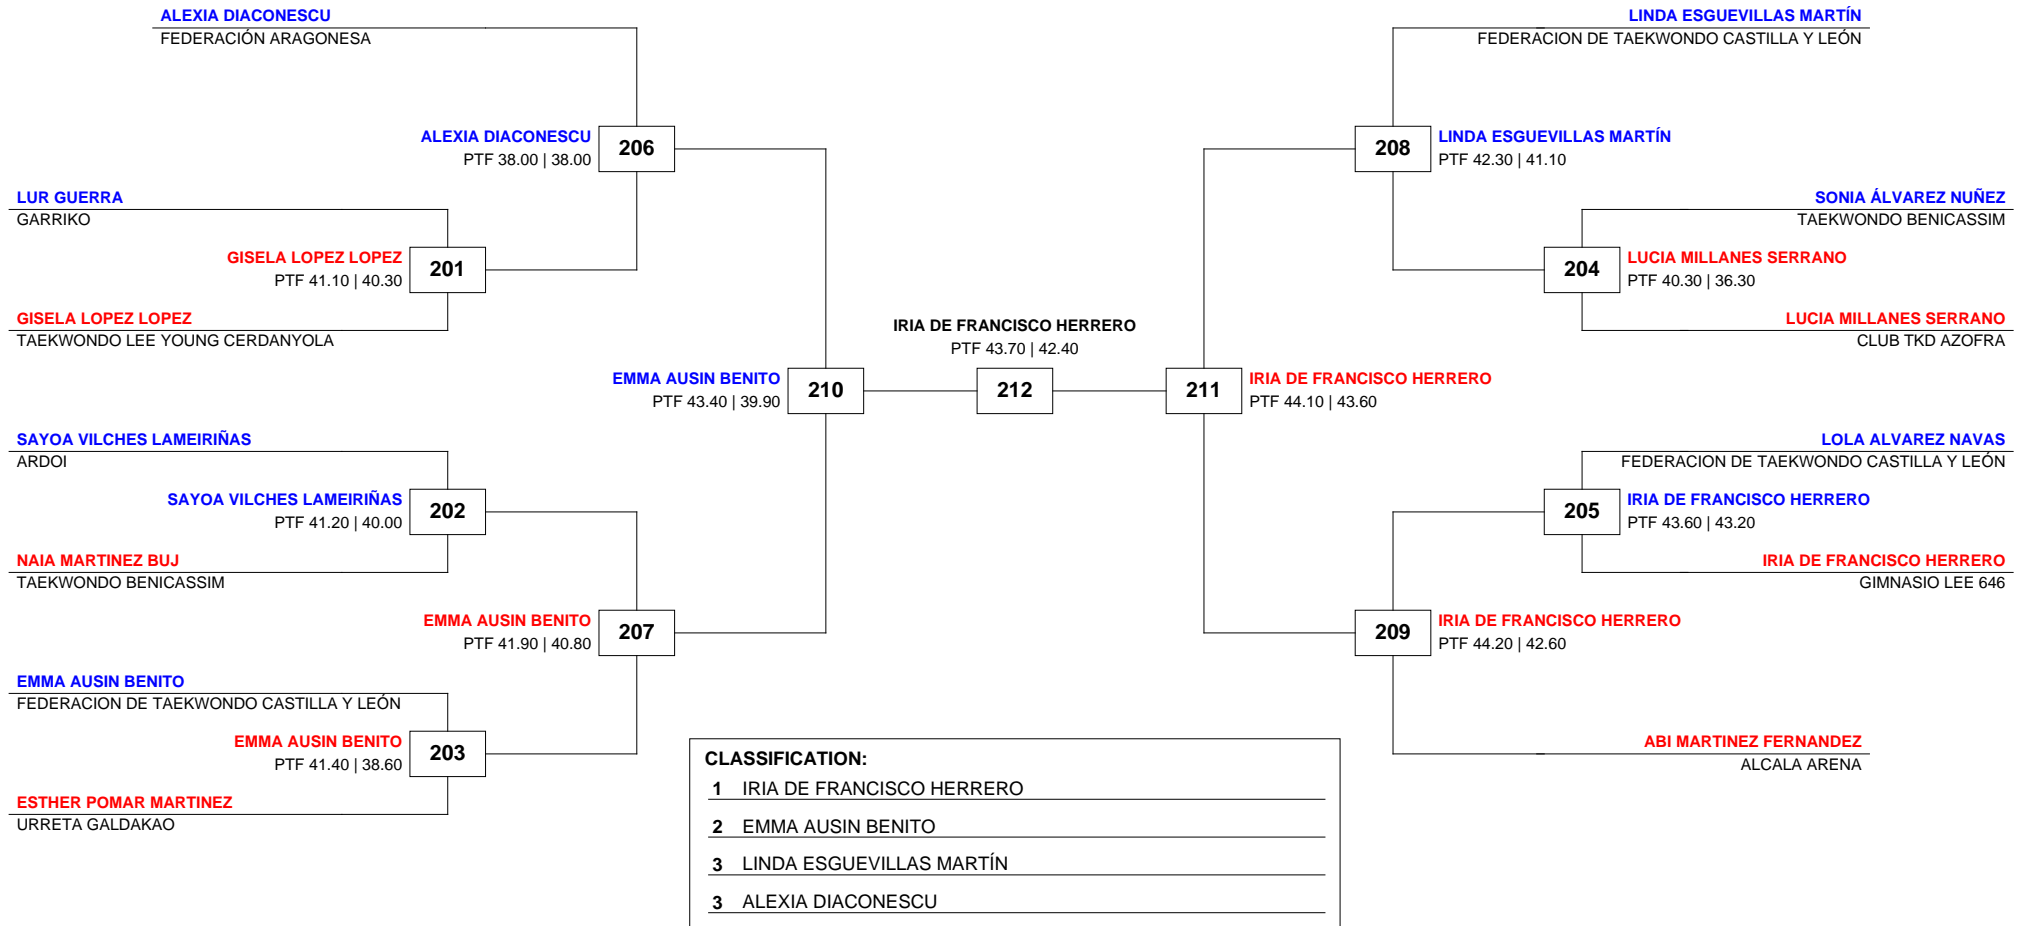 ALEXIA DIACONESCU
FEDERACIÓN ARAGONESA
ALEXIA DIACONESCU
PTF 38.00 | 38.00
206
LUR GUERRA
GARRIKO
GISELA LOPEZ LOPEZ
PTF 41.10 | 40.30
201
GISELA LOPEZ LOPEZ
TAEKWONDO LEE YOUNG CERDANYOLA
EMMA AUSIN BENITO
PTF 43.40 | 39.90
210
SAYOA VILCHES LAMEIRIÑAS
ARDOI
SAYOA VILCHES LAMEIRIÑAS
PTF 41.20 | 40.00
202
NAIA MARTINEZ BUJ
TAEKWONDO BENICASSIM
EMMA AUSIN BENITO
PTF 41.90 | 40.80
207
EMMA AUSIN BENITO
FEDERACION DE TAEKWONDO CASTILLA Y LEÓN
EMMA AUSIN BENITO
PTF 41.40 | 38.60
203
ESTHER POMAR MARTINEZ
URRETA GALDAKAO
IRIA DE FRANCISCO HERRERO
PTF 43.70 | 42.40
212
LINDA ESGUEVILLAS MARTÍN
FEDERACION DE TAEKWONDO CASTILLA Y LEÓN
208
LINDA ESGUEVILLAS MARTÍN
PTF 42.30 | 41.10
SONIA ÁLVAREZ NUÑEZ
TAEKWONDO BENICASSIM
204
LUCIA MILLANES SERRANO
PTF 40.30 | 36.30
LUCIA MILLANES SERRANO
CLUB TKD AZOFRA
211
IRIA DE FRANCISCO HERRERO
PTF 44.10 | 43.60
LOLA ALVAREZ NAVAS
FEDERACION DE TAEKWONDO CASTILLA Y LEÓN
205
IRIA DE FRANCISCO HERRERO
PTF 43.60 | 43.20
IRIA DE FRANCISCO HERRERO
GIMNASIO LEE 646
209
IRIA DE FRANCISCO HERRERO
PTF 44.20 | 42.60
ABI MARTINEZ FERNANDEZ
ALCALA ARENA
CLASSIFICATION:
1 IRIA DE FRANCISCO HERRERO
2 EMMA AUSIN BENITO
3 LINDA ESGUEVILLAS MARTÍN
3 ALEXIA DIACONESCU